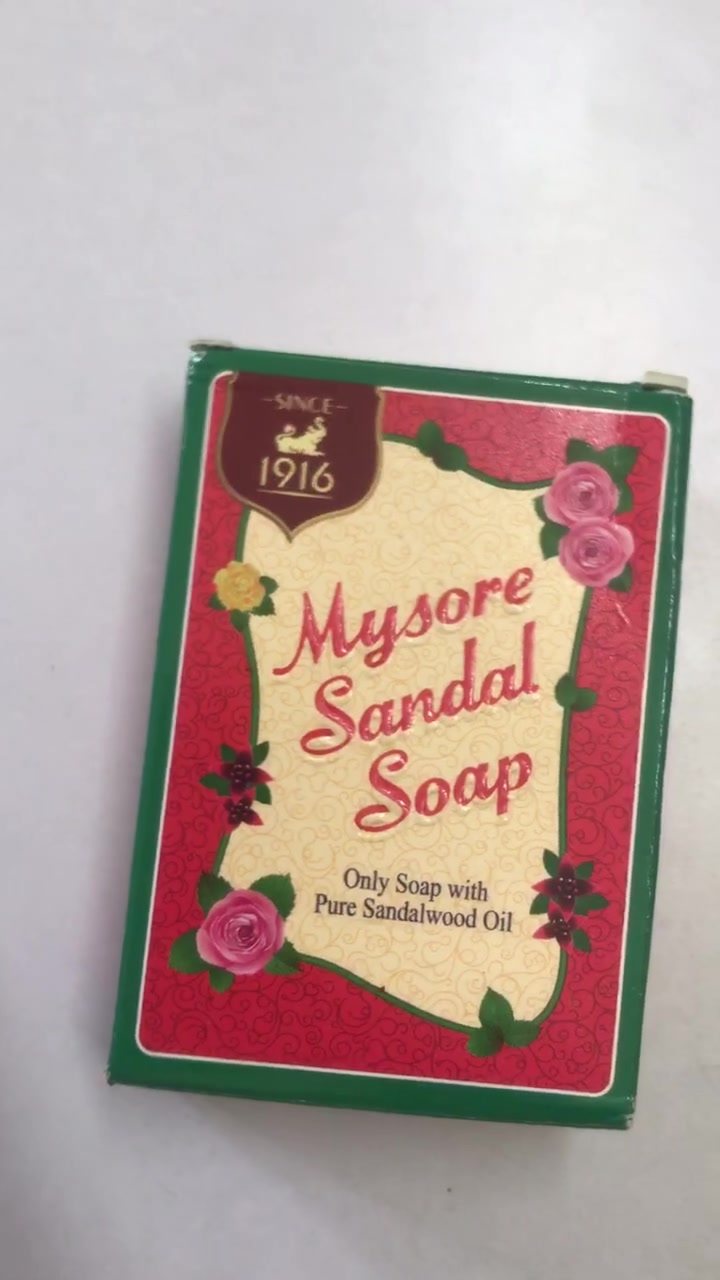 -SINCE-
1916
Mysore
Sandal
Soap
Only Soap with
Pure Sandalwood Oil